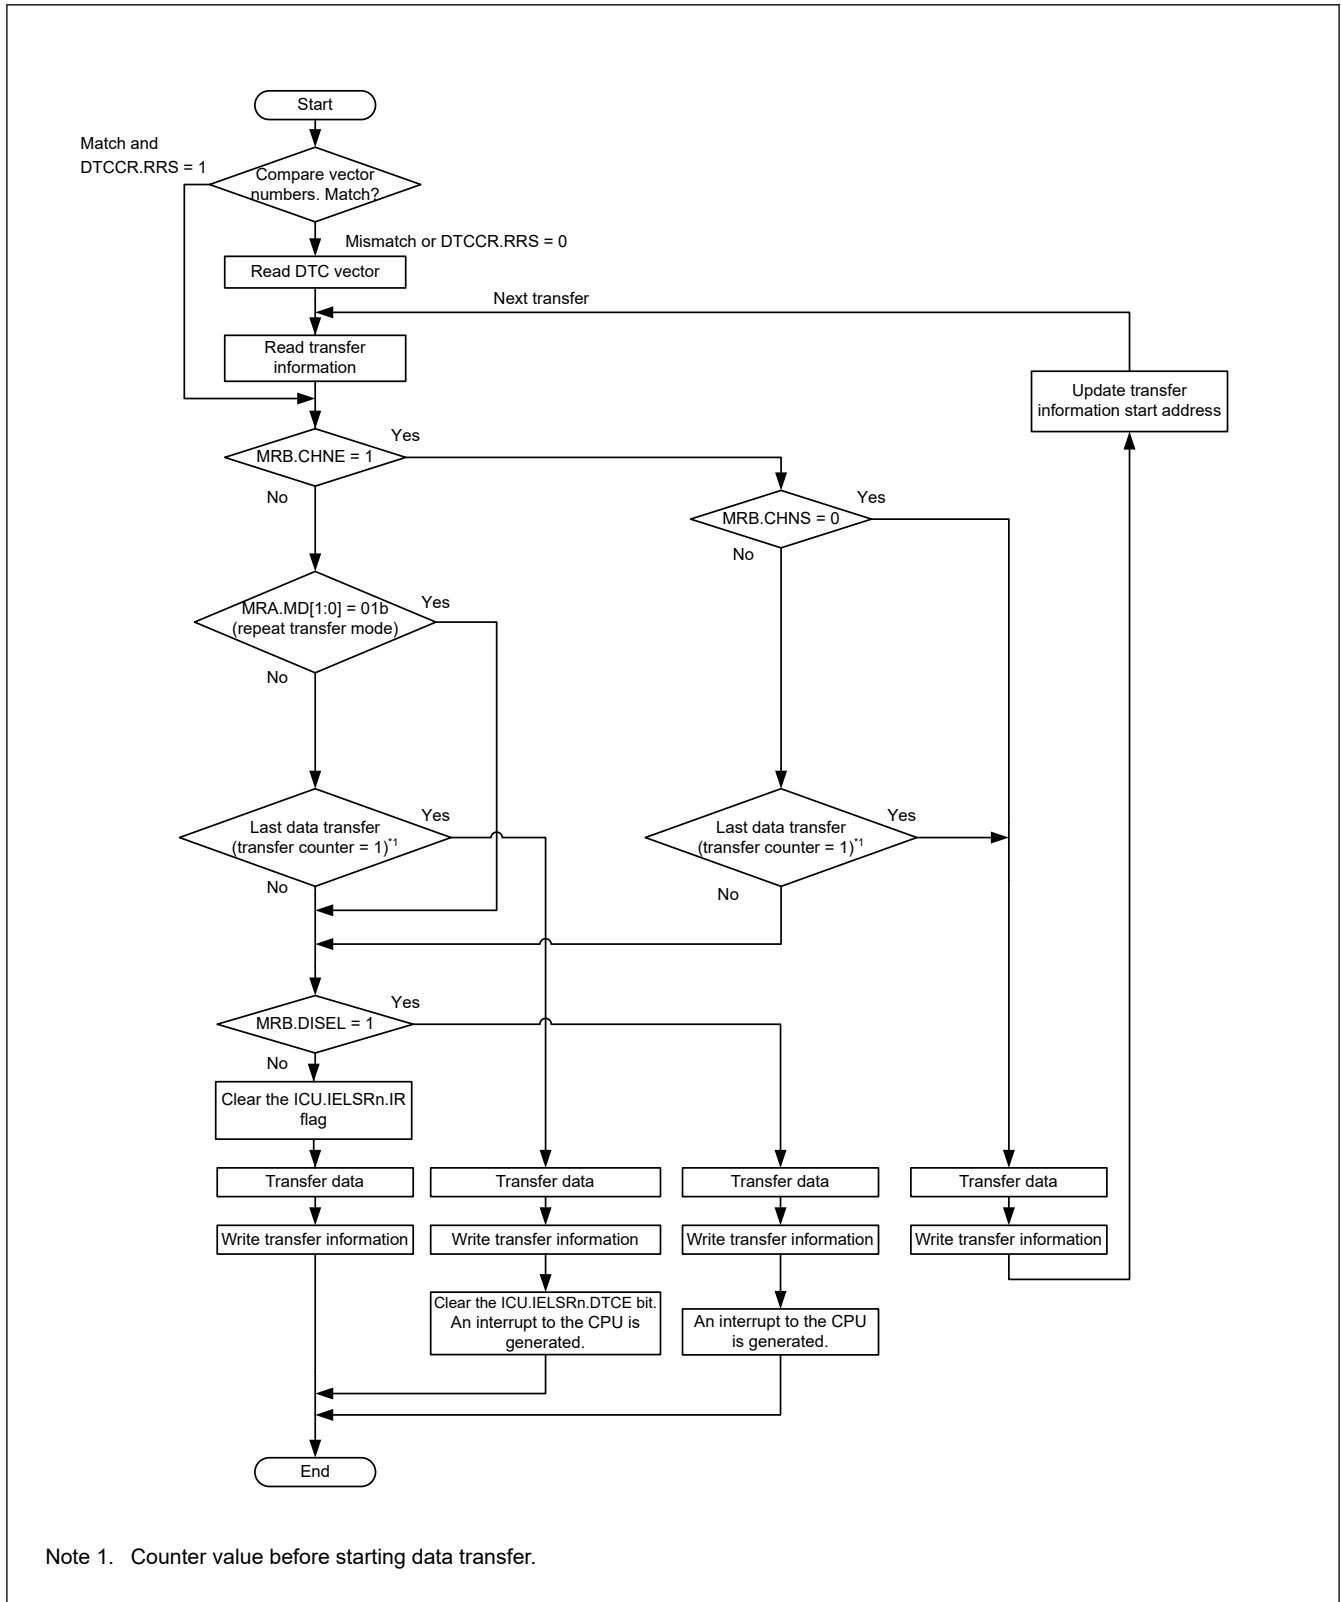 Start
Match and
DTCCR.RRS = 1
Compare vector
numbers. Match?
Mismatch or DTCCR.RRS = 0
Read DTC vector
Next transfer
Read transfer
information
Update transfer
information start address
Yes
MRB.CHNE = 1
No
Yes
MRB.CHNS = 0
No
MRA.MD[1:0] = 01b
(repeat transfer mode)
Yes
No
Last data transfer
(transfer counter = 1)*1
Yes
No
Last data transfer
(transfer counter = 1)*1
Yes
No
MRB.DISEL = 1
Yes
No
Clear the ICU.IELSRn.IR
flag
Transfer data
Transfer data
Transfer data
Transfer data
Write transfer information
Write transfer information
Write transfer information
Write transfer information
Clear the ICU.IELSRn.DTCE bit.
An interrupt to the CPU is
generated.
An interrupt to the CPU
is generated.
End
Note 1. Counter value before starting data transfer.